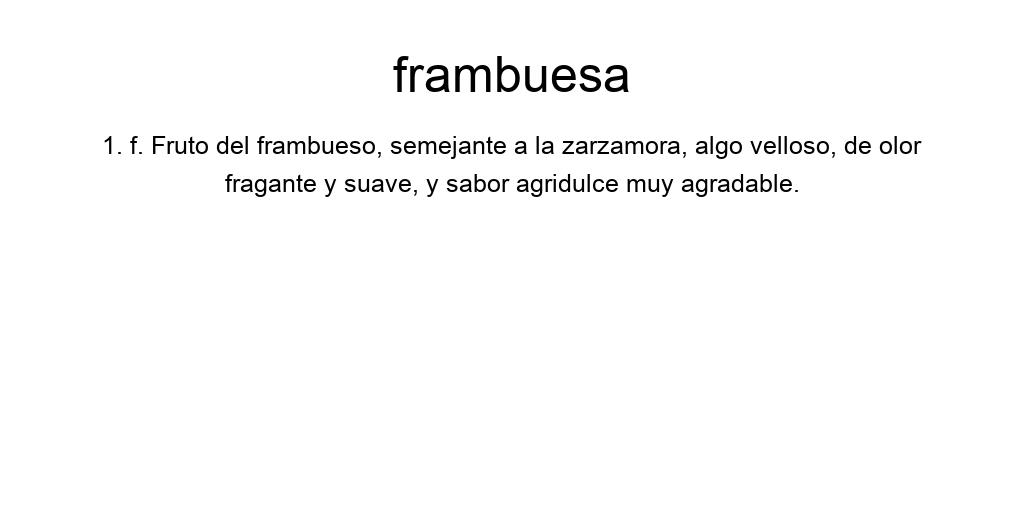 frambuesa
1. f. Fruto del frambueso, semejante a la zarzamora, algo velloso, de olor
fragante y suave, y sabor agridulce muy agradable.